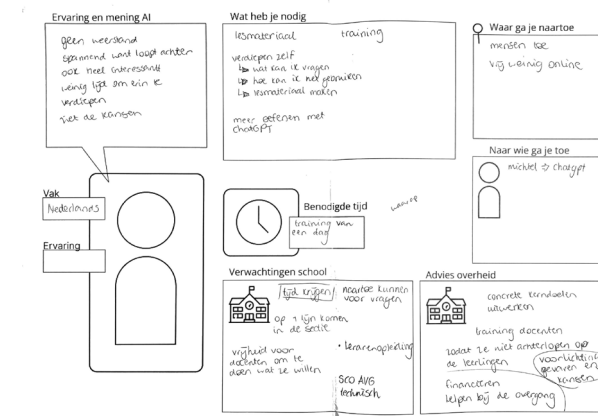 Ervaring en mening AI
geen weerstand
spannend want loopt achter
ook heel interessant
weinig tijd om erin te
verdiepen
ziet de kansen
Vak
Nederlands
Ervaring
Wat heb je nodig
lesmateriaal training
verdiepen zelf
↳ wat kan ik vragen
↳ hoe kan ik het gebruiken
↳ lesmateriaal maken
meer oefenen met
ChatGPT
Benodigde tijd
training van
een dag
waarop
Waar ga je naartoe
mensen toe
vrij weinig online
Naar wie ga je toe
michiel => Chatgpt
Verwachtingen school
tijd krijgen
naartoe kunnen
voor vragen
op 1 lijn komen
in de sectie
vrijheid voor
docenten om te
doen wat ze willen
• lerarenopleiding
SCO AVG
technisch
Advies overheid
concrete kerndoelen
uitwerken
training docenten
zodat ze niet achterlopen op
de leerlingen
voorlichting
gevaren en
kansen
financieren
helpen bij de overgang